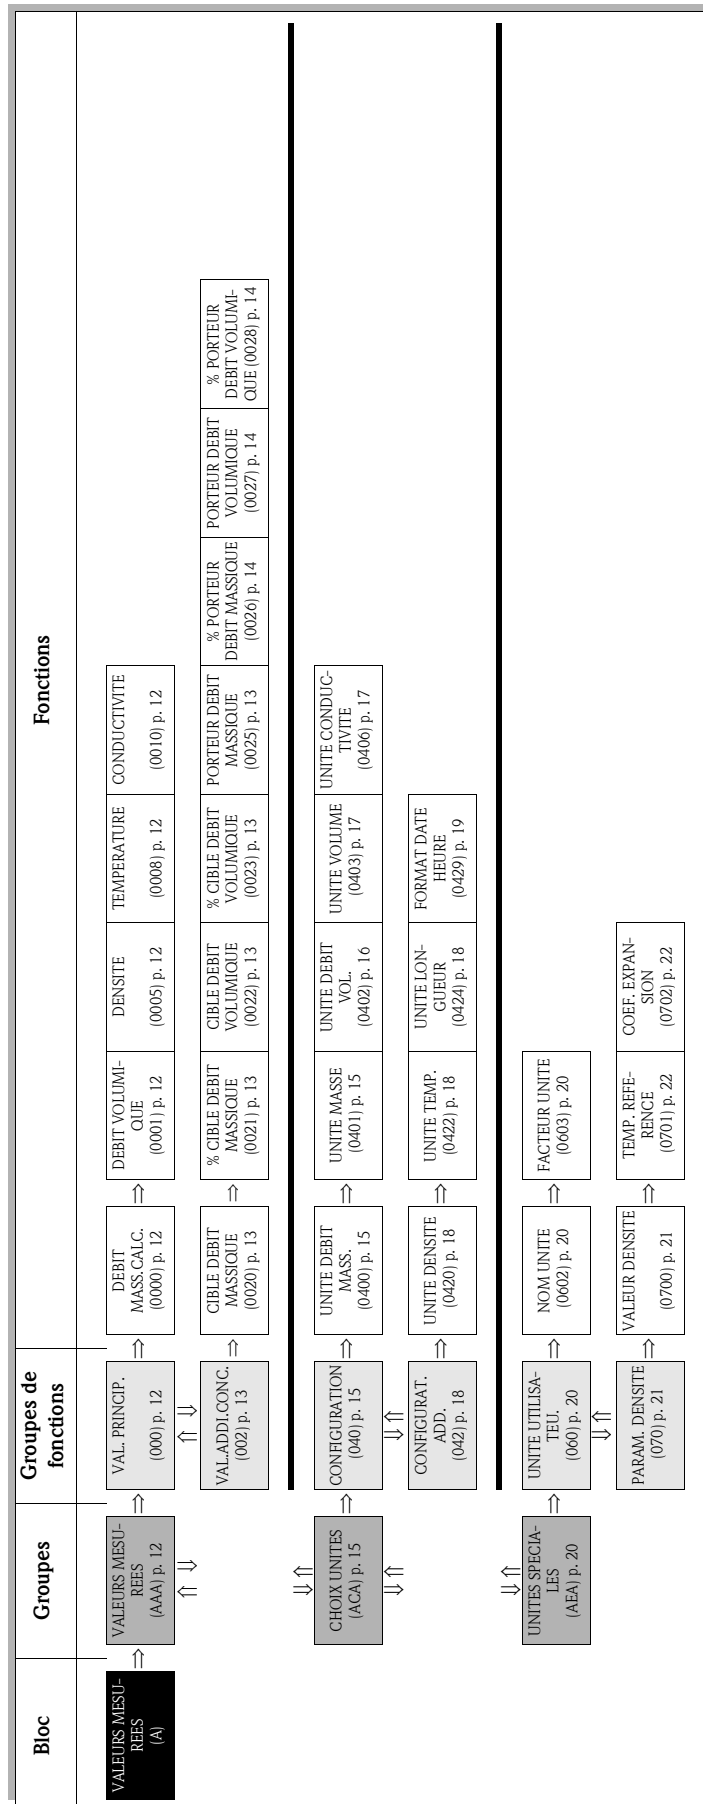 Bloc
Groupes
Groupes de
fonctions
Fonctions
VALEURS MESU-
REES
(A)
⇒
VALEURS MESU-
REES
(AAA) p. 12
⇒
VAL. PRINCIP.
(000) p. 12
⇒
DEBIT
MASS.CALC.
(0000) p. 12
⇒
DEBIT VOLUMI-
QUE
(0001) p. 12
DENSITE
(0005) p. 12
TEMPERATURE
(0008) p. 12
CONDUCTIVITE
(0010) p. 12
VAL.ADDI.CONC.
(002) p. 13
⇒
CIBLE DEBIT
MASSIQUE
(0020) p. 13
⇒
% CIBLE DEBIT
MASSIQUE
(0021) p. 13
CIBLE DEBIT
VOLUMIQUE
(0022) p. 13
% CIBLE DEBIT
VOLUMIQUE
(0023) p. 13
PORTEUR DEBIT
MASSIQUE
(0025) p. 13
% PORTEUR
DEBIT MASSIQUE
(0026) p. 14
PORTEUR DEBIT
VOLUMIQUE
(0027) p. 14
% PORTEUR
DEBIT VOLUMI-
QUE (0028) p. 14
CHOIX UNITES
(ACA) p. 15
⇒
CONFIGURATION
(040) p. 15
⇒
UNITE DEBIT
MASS.
(0400) p. 15
⇒
UNITE MASSE
(0401) p. 15
UNITE DEBIT
VOL.
(0402) p. 16
UNITE VOLUME
(0403) p. 17
UNITE CONDUC-
TIVITE
(0406) p. 17
CONFIGURAT.
ADD.
(042) p. 18
⇒
UNITE DENSITE
(0420) p. 18
⇒
UNITE TEMP.
(0422) p. 18
UNITE LON-
GUEUR
(0424) p. 18
FORMAT DATE
HEURE
(0429) p. 19
UNITES SPECIA-
LES
(AEA) p. 20
⇒
UNITE UTILISA-
TEU.
(060) p. 20
⇒
NOM UNITE
(0602) p. 20
⇒
FACTEUR UNITE
(0603) p. 20
PARAM. DENSITE
(070) p. 21
⇒
VALEUR DENSITE
(0700) p. 21
⇒
TEMP. REFE-
RENCE
(0701) p. 22
COEF. EXPAN-
SION
(0702) p. 22